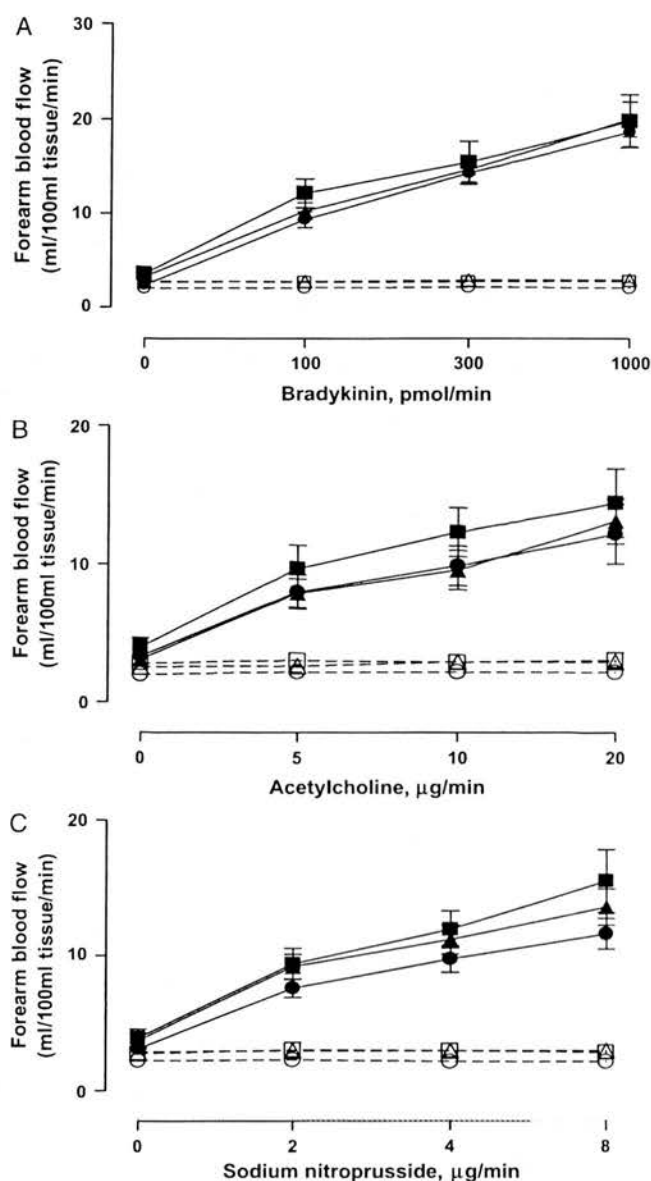 A
Forearm blood flow
(ml/100ml tissue/min)
30
20
10
0
0 100 300 1000
Bradykinin, pmol/min
B
Forearm blood flow
(ml/100ml tissue/min)
20
10
0
0 5 10 20
Acetylcholine, μg/min
C
Forearm blood flow
(ml/100ml tissue/min)
20
10
0
0 2 4 8
Sodium nitroprusside, μg/min